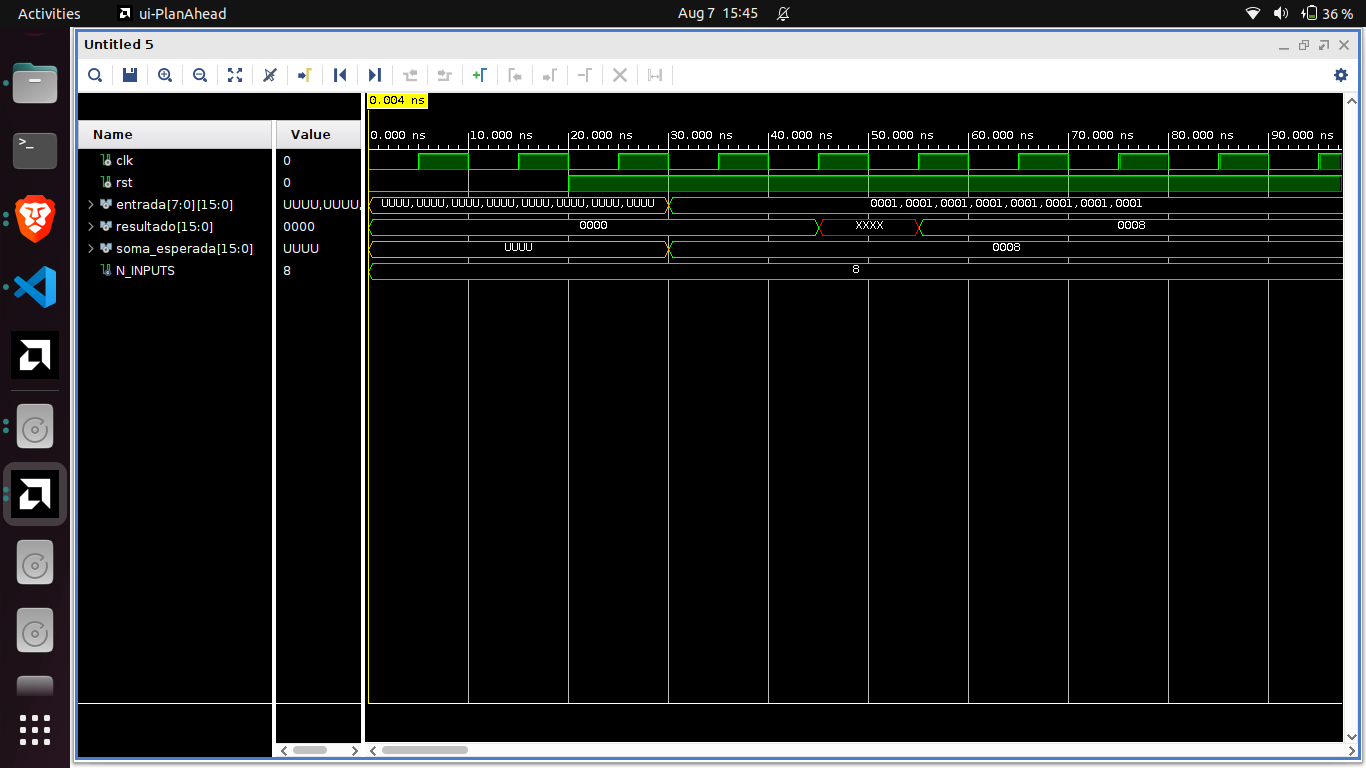 Activities ui-PlanAhead Aug 7 15:45 36 %
Untitled 5
0.004 ns
Name Value
0.000 ns 10.000 ns 20.000 ns 30.000 ns 40.000 ns 50.000 ns 60.000 ns 70.000 ns 80.000 ns 90.000 ns
clk 0
rst 0
entrada[7:0][15:0] UUUU,UUUU, UUUU,UUUU,UUUU,UUUU,UUUU,UUUU,UUUU,UUUU 0001,0001,0001,0001,0001,0001,0001,0001
resultado[15:0] 0000 0000 XXXX 0008
soma_esperada[15:0] UUUU UUUU 0008
N_INPUTS 8 8